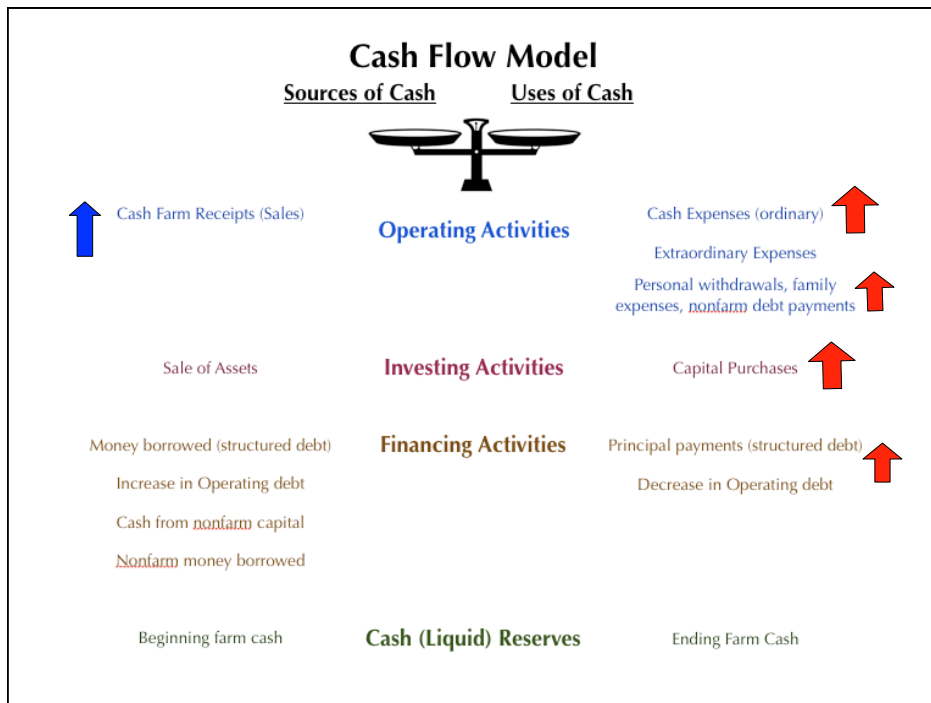 Cash Flow Model
Sources of Cash
Uses of Cash
Cash Farm Receipts (Sales)
Operating Activities
Cash Expenses (ordinary)
Extraordinary Expenses
Personal withdrawals, family
expenses, nonfarm debt payments
Sale of Assets
Investing Activities
Capital Purchases
Money borrowed (structured debt)
Financing Activities
Principal payments (structured debt)
Increase in Operating debt
Decrease in Operating debt
Cash from nonfarm capital
Nonfarm money borrowed
Beginning farm cash
Cash (Liquid) Reserves
Ending Farm Cash